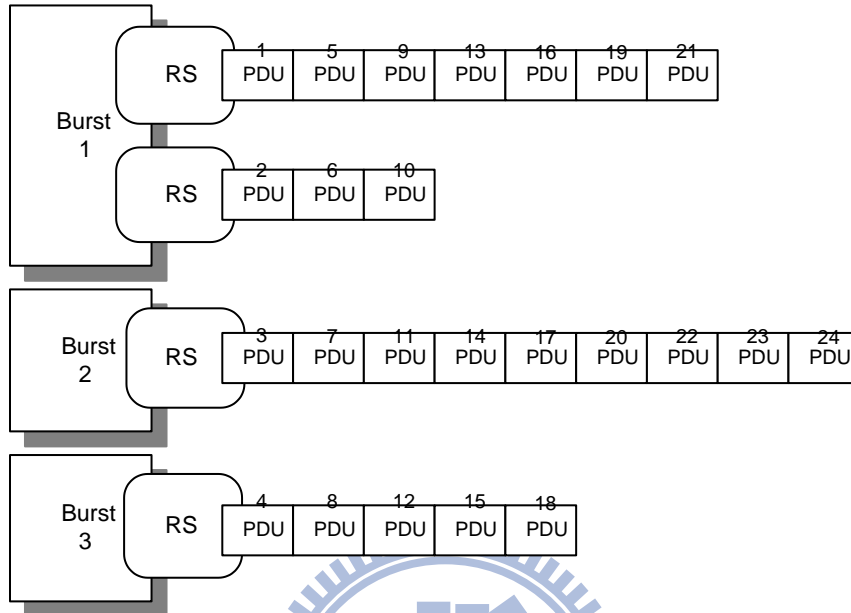 1 5 9 13 16 19 21
RS PDU PDU PDU PDU PDU PDU PDU
Burst
1
2 6 10
RS PDU PDU PDU
3 7 11 14 17 20 22 23 24
Burst
2
RS PDU PDU PDU PDU PDU PDU PDU PDU PDU
4 8 12 15 18
Burst
3
RS PDU PDU PDU PDU PDU